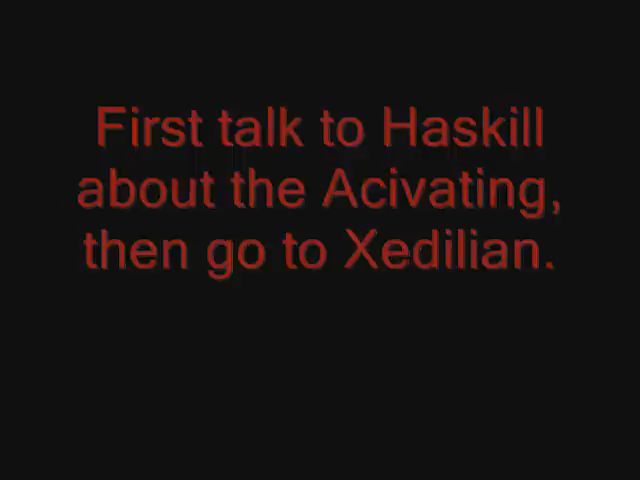 First talk to Haskill
about the Acivating,
then go to Xedilian.